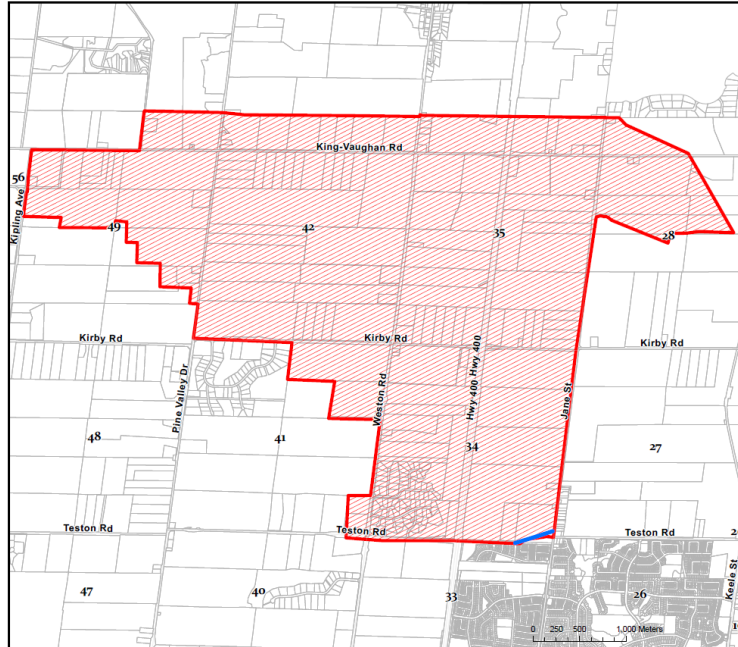 King-Vaughan Rd
56
Kipling Ave
49
42
35
28
Kirby Rd
Kirby Rd
Kirby Rd
Pine Valley Dr
Weston Rd
Hwy 400 Hwy 400
Jane St
48
41
34
27
Teston Rd
Teston Rd
Teston Rd
Keele St
47
40
33
26
0 250 500 1,000 Meters